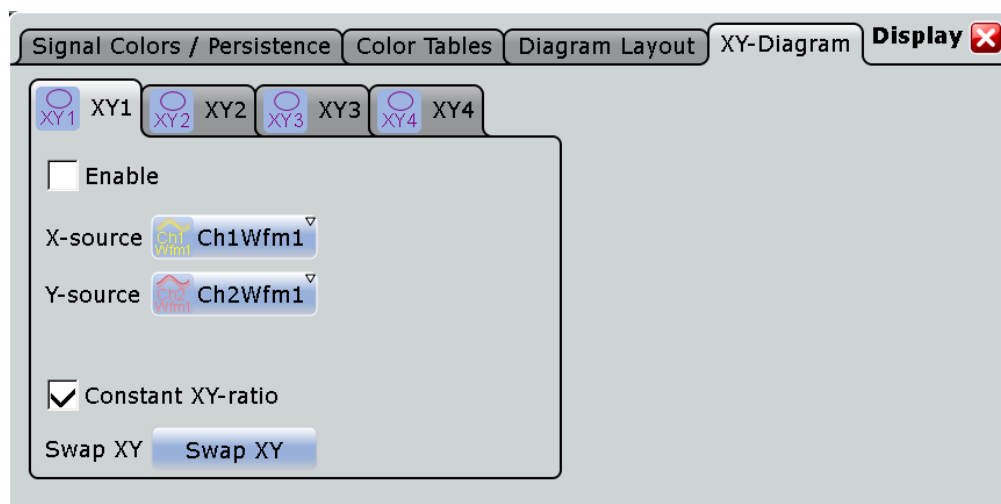 Signal Colors / Persistence Color Tables Diagram Layout XY-Diagram Display
XY1 XY1 XY2 XY2 XY3 XY3 XY4 XY4
Enable
X-source Ch1 Wfm1 Ch1Wfm1
Y-source Ch2 Wfm1 Ch2Wfm1
Constant XY-ratio
Swap XY Swap XY